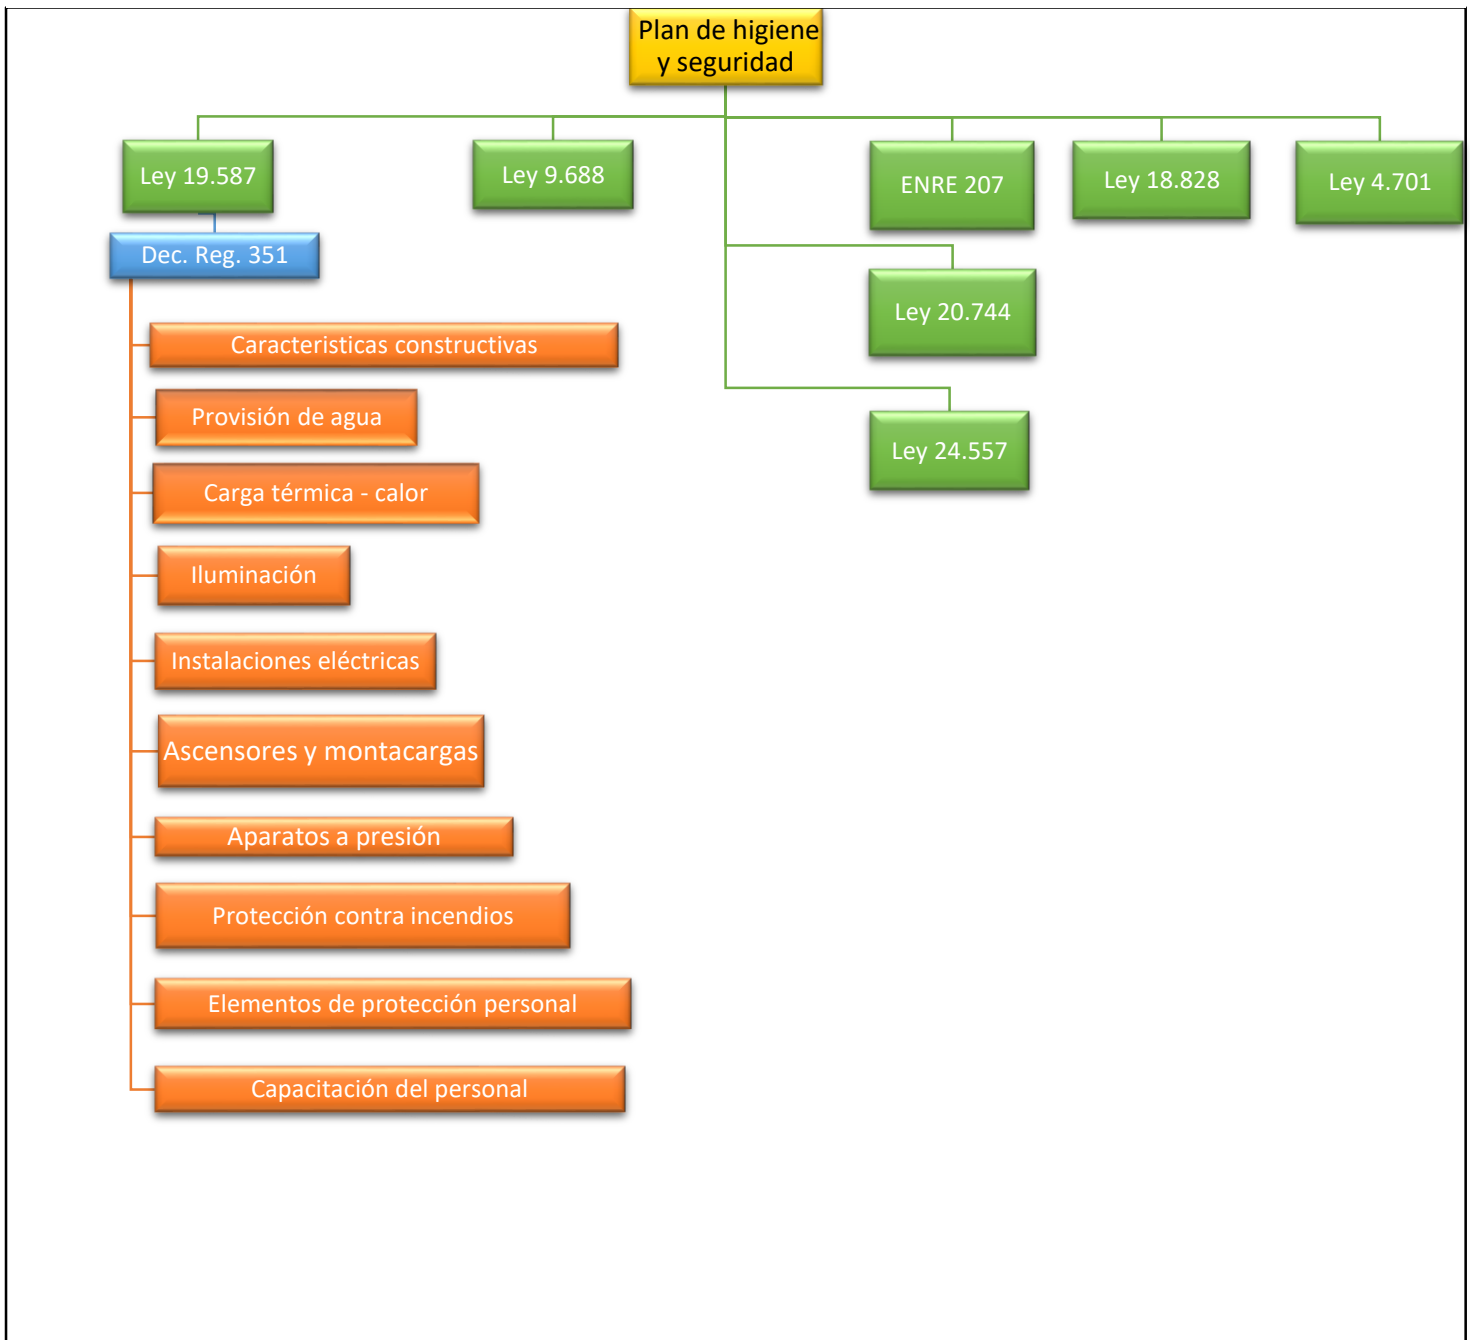 Plan de higiene
y seguridad
Ley 19.587
Ley 9.688
ENRE 207
Ley 18.828
Ley 4.701
Dec. Reg. 351
Ley 20.744
Ley 24.557
Caracteristicas constructivas
Provisión de agua
Carga térmica - calor
Iluminación
Instalaciones eléctricas
Ascensores y montacargas
Aparatos a presión
Protección contra incendios
Elementos de protección personal
Capacitación del personal